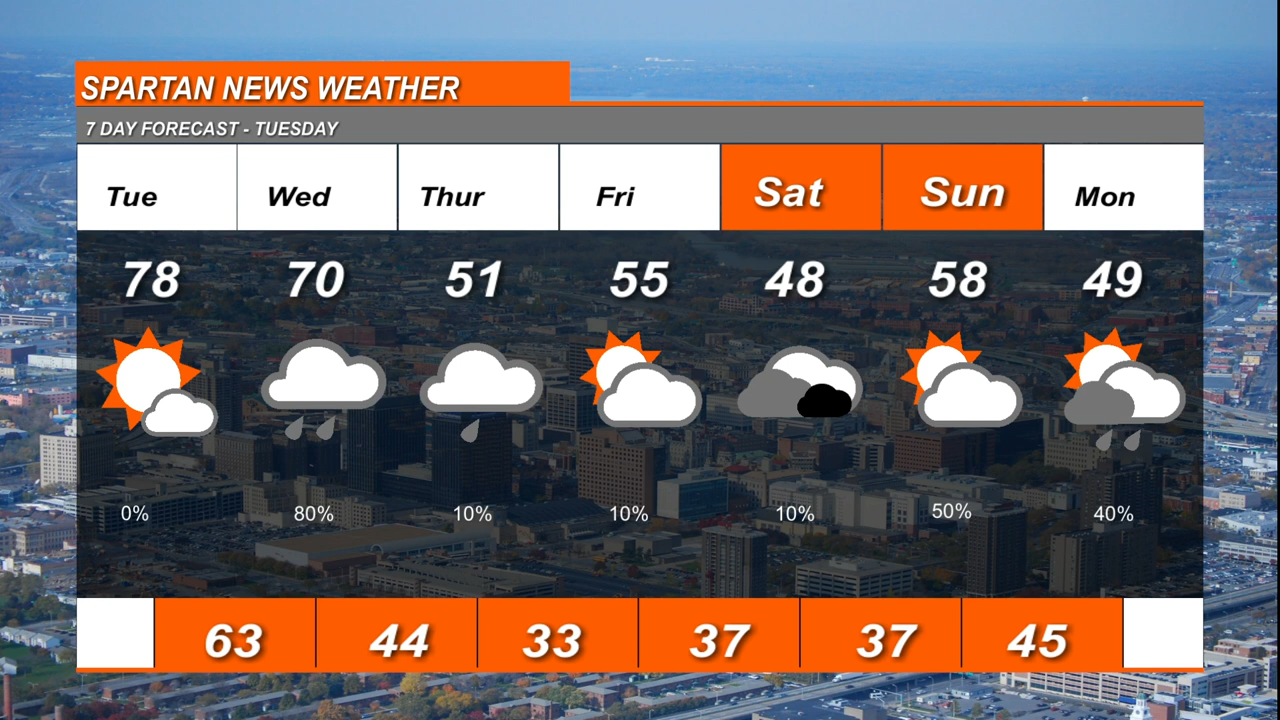 SPARTAN NEWS WEATHER
7 DAY FORECAST - TUESDAY
Tue Wed Thur Fri Sat Sun Mon
78 70 51 55 48 58 49
0% 80% 10% 10% 10% 50% 40%
63 44 33 37 37 45